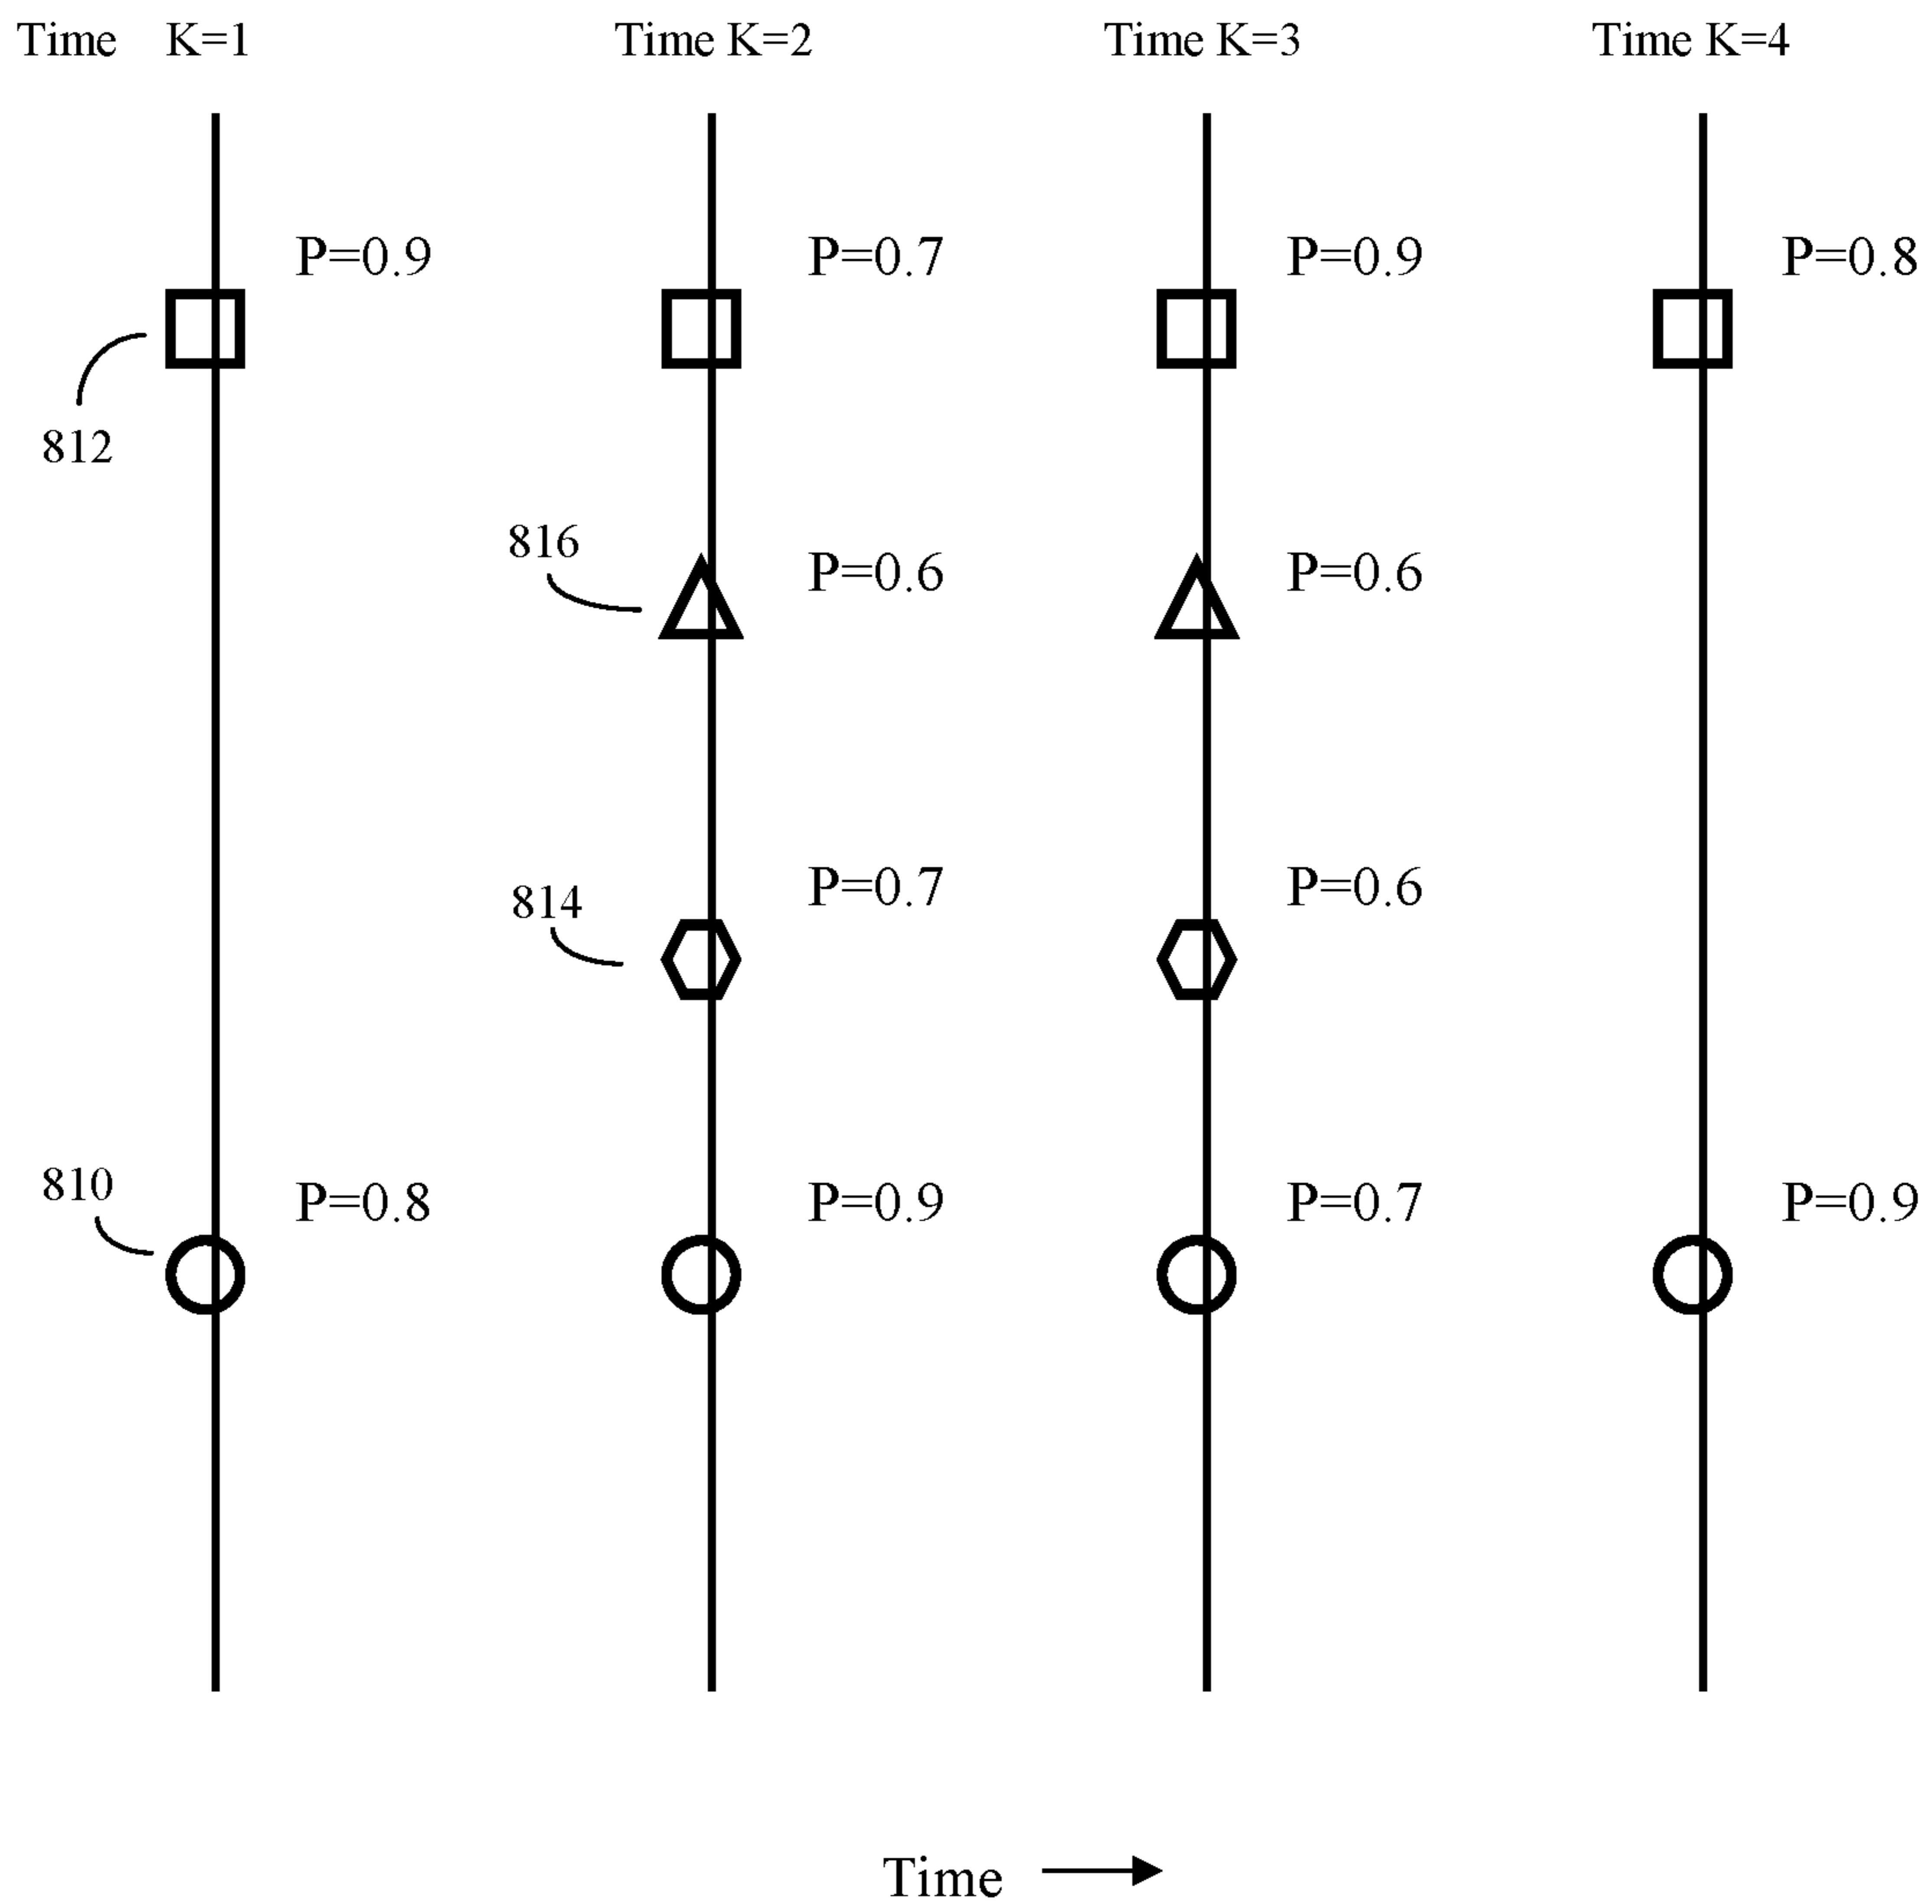 Time K=1 Time K=2 Time K=3 Time K=4
P=0.9 P=0.7 P=0.9 P=0.8
812
816 P=0.6 P=0.6
814 P=0.7 P=0.6
810 P=0.8 P=0.9 P=0.7 P=0.9
Time